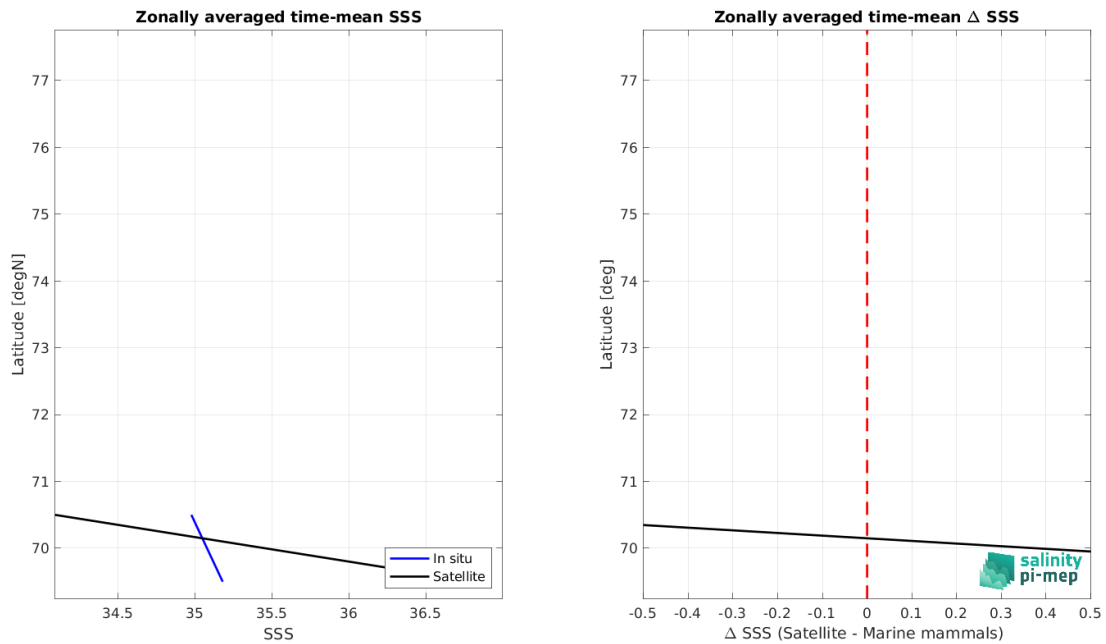 Zonally averaged time-mean SSS
77
76
75
74
73
72
71
70
Latitude [degN]
34.5 35 35.5 36 36.5
SSS
In situ
Satellite
Zonally averaged time-mean Δ SSS
77
76
75
74
73
72
71
70
Latitude [deg]
-0.5 -0.4 -0.3 -0.2 -0.1 0 0.1 0.2 0.3 0.4 0.5
Δ SSS (Satellite - Marine mammals)
salinity
pi-mep